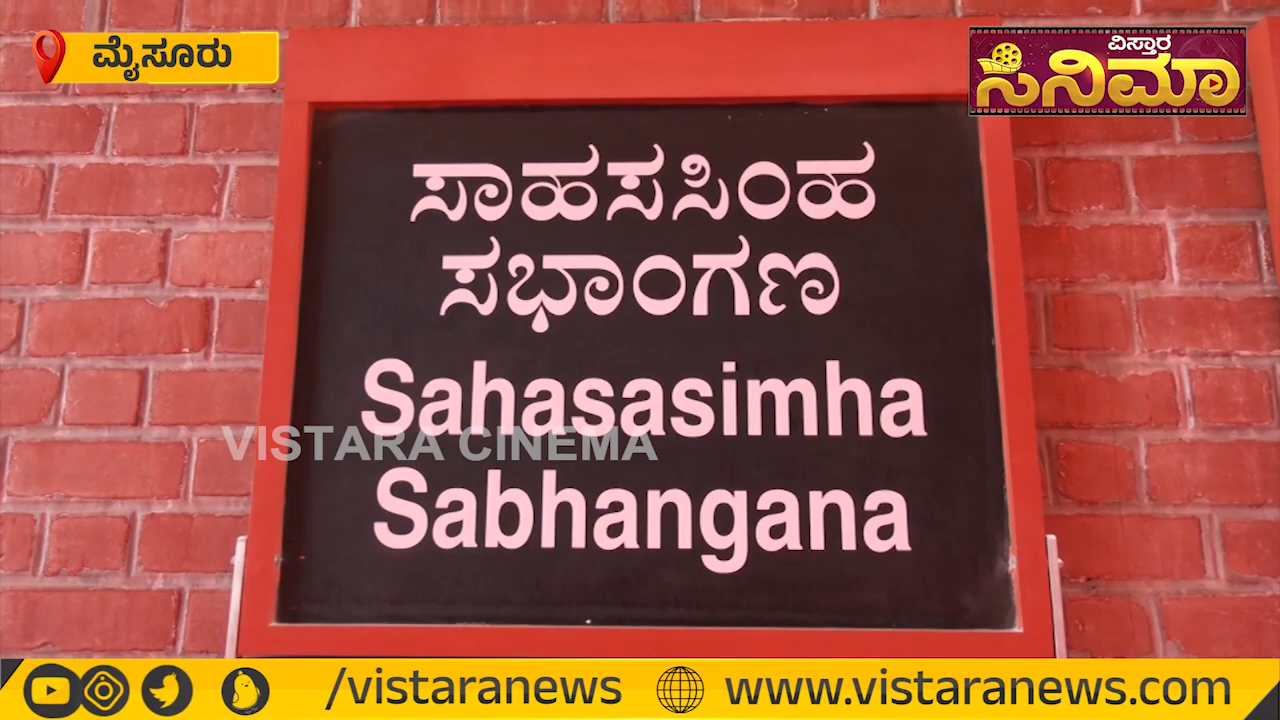 ಮೈಸೂರು
ವಿಸ್ತಾರ
ಸಿನಿಮಾ
ಸಾಹಸಸಿಂಹ
ಸಭಾಂಗಣ
Sahasasimha
VISTARA CINEMA
Sabhangana
/vistaranews
www.vistaranews.com